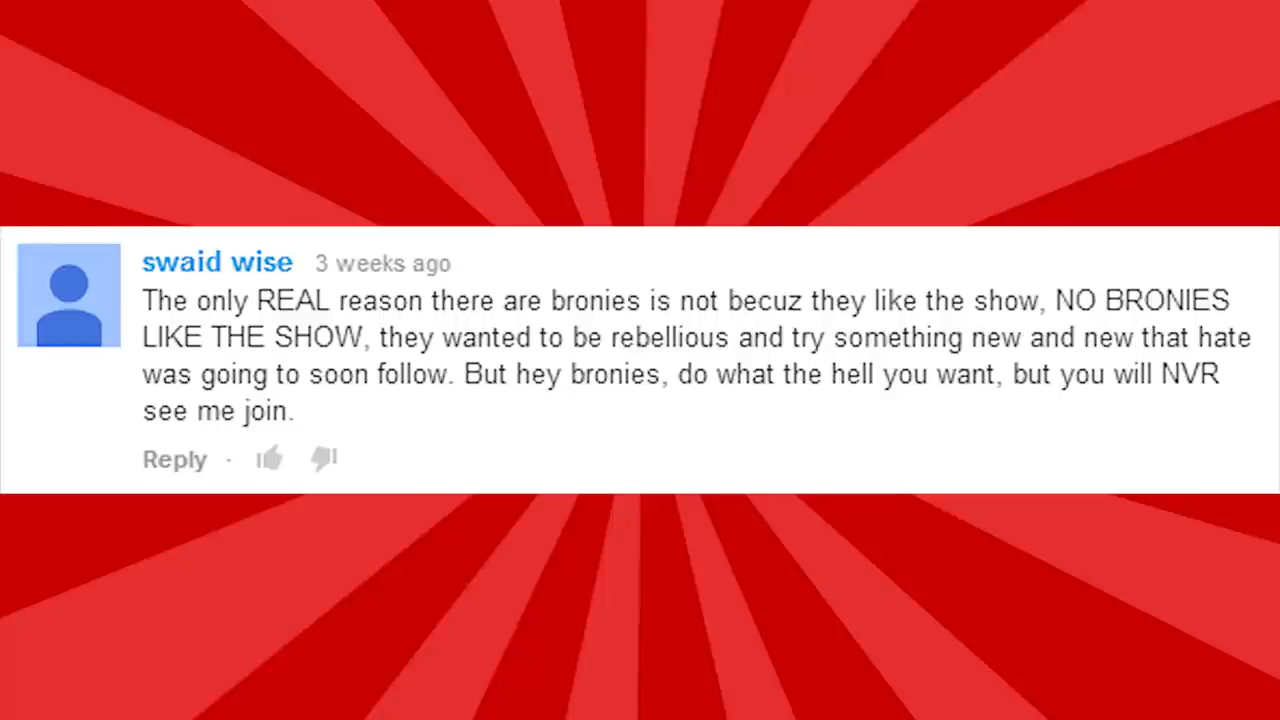 swaid wise 3 weeks ago
The only REAL reason there are bronies is not becuz they like the show, NO BRONIES
LIKE THE SHOW, they wanted to be rebellious and try something new and new that hate
was going to soon follow. But hey bronies, do what the hell you want, but you will NVR
see me join.
Reply ·